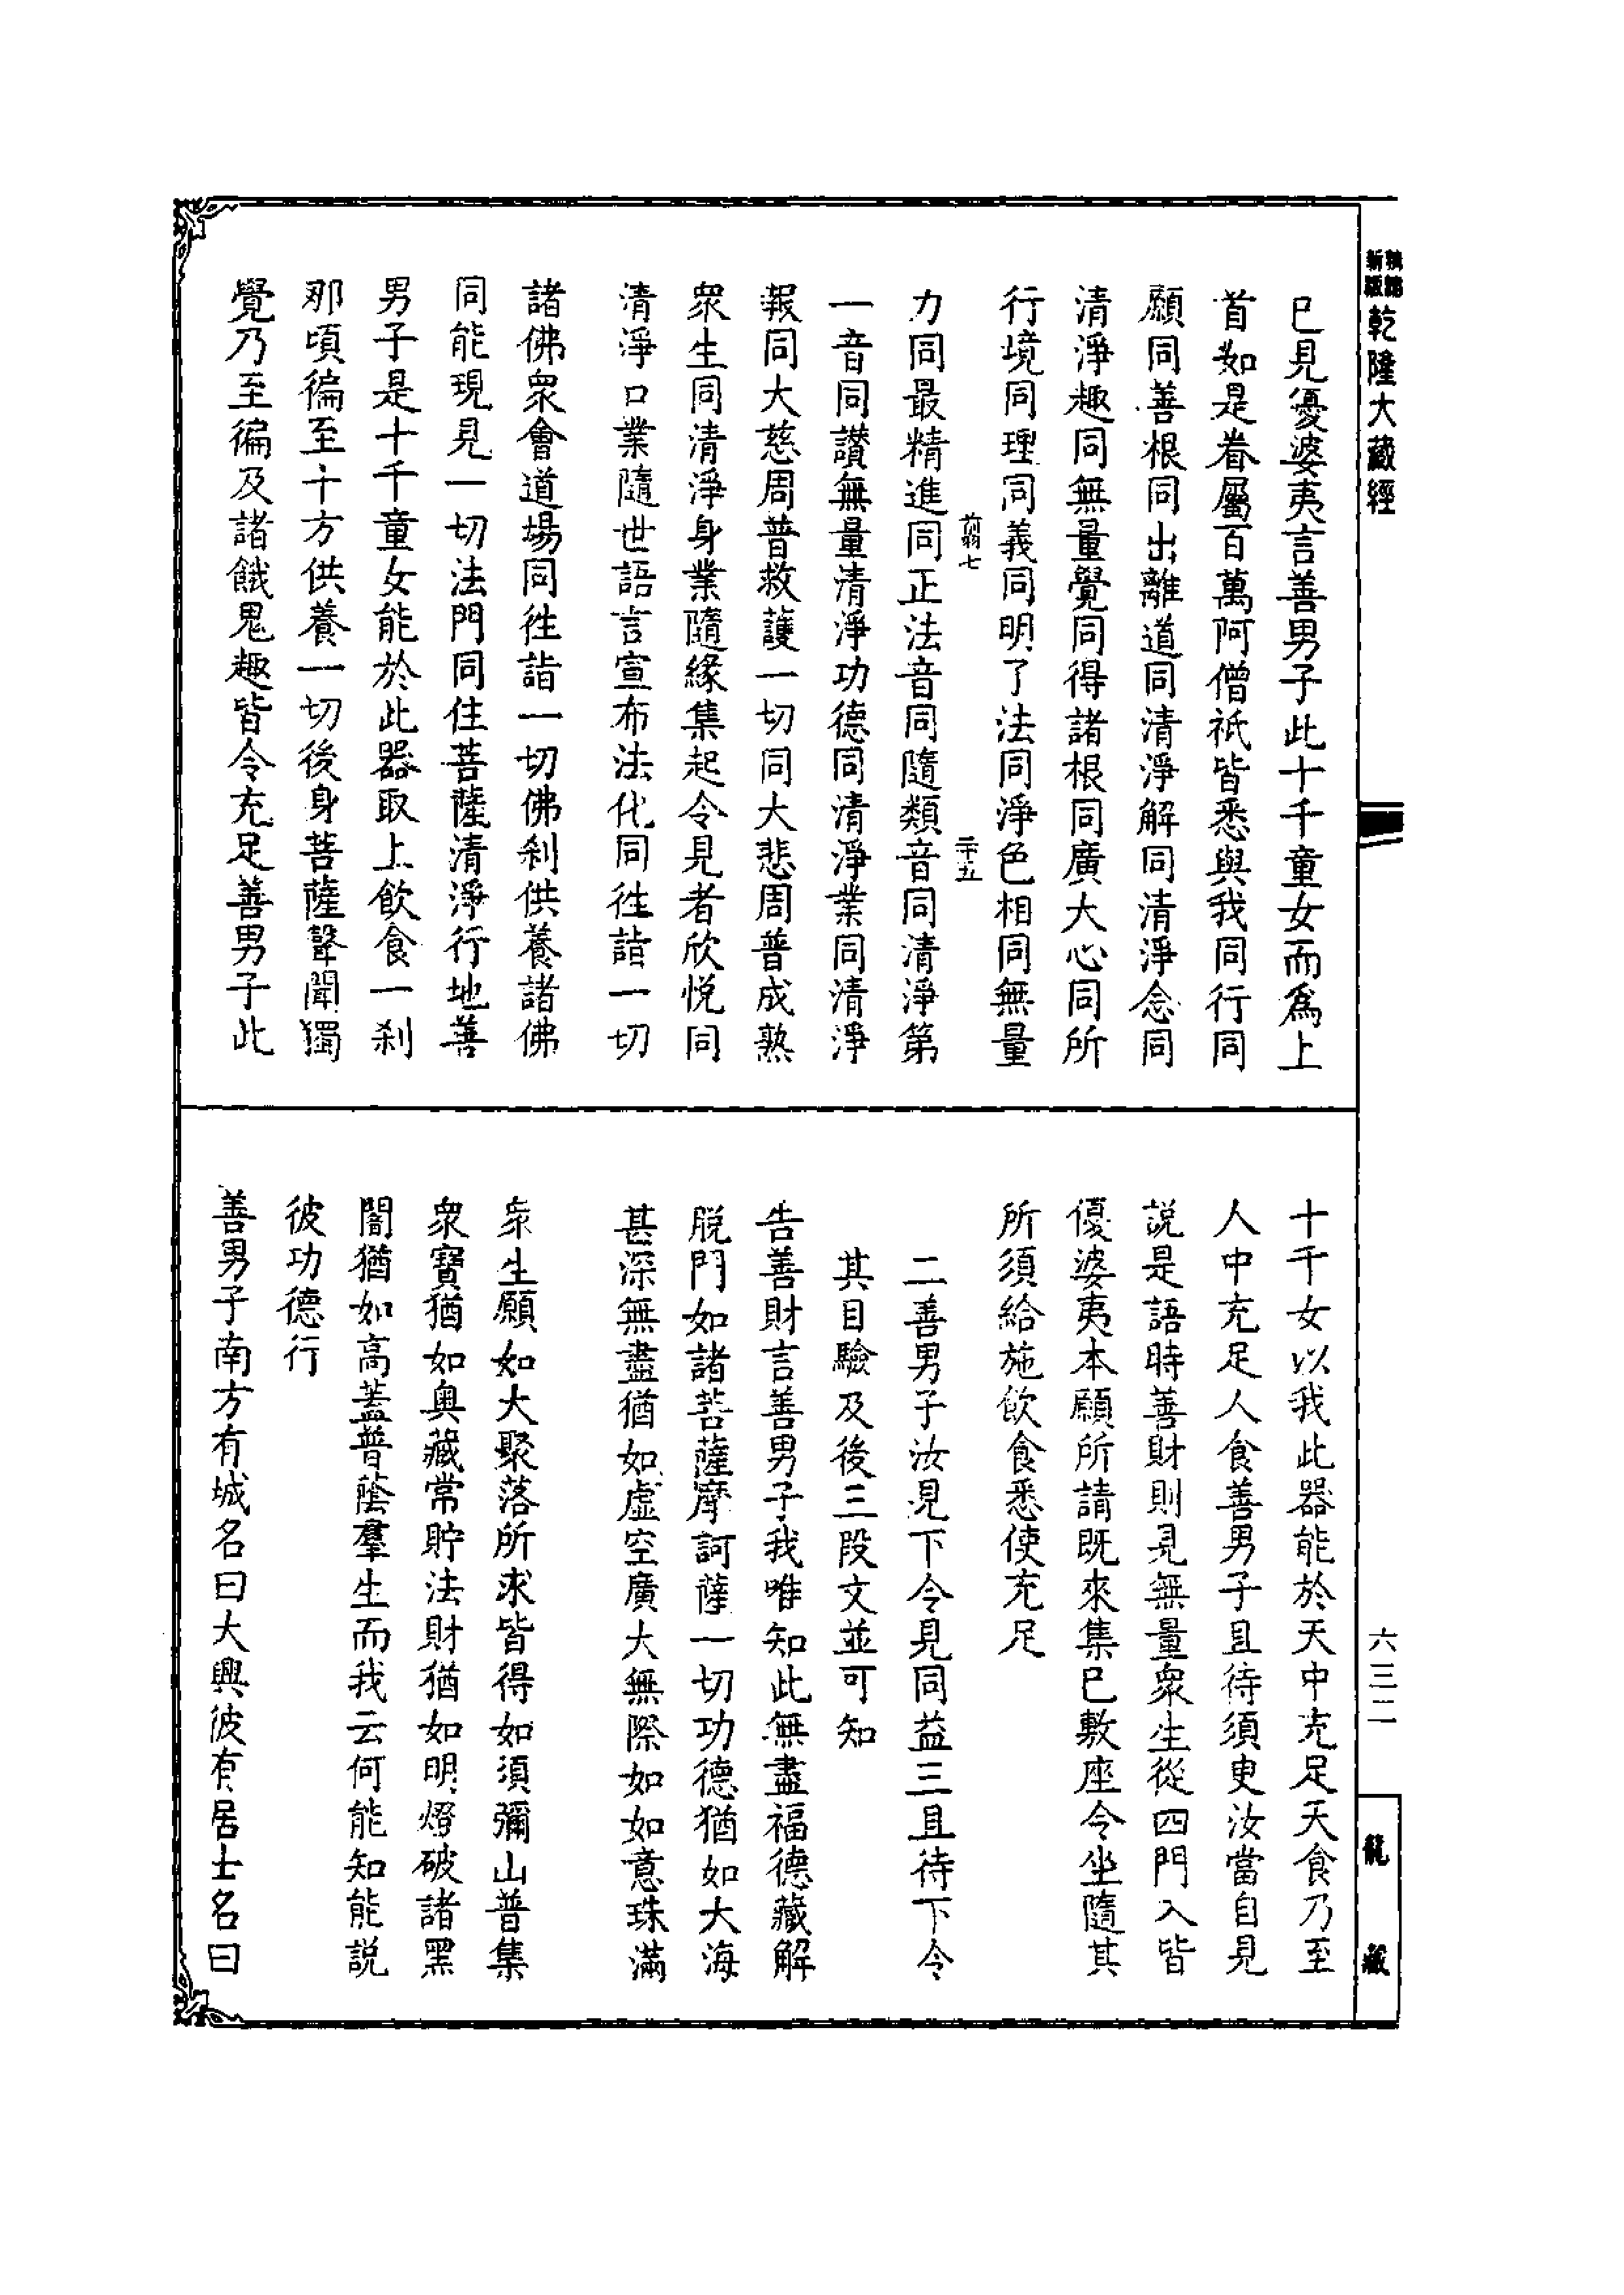 乾隆大藏經
已見優婆夷言善男子此十千童女而爲上
首如是眷屬百萬阿僧祇皆悉與我同行同
願同善根同出離道同清淨解同清淨念同
清淨趣同無量覺同得諸根同廣大心同所
行境同理同義同明了法同淨色相同無量
二十五
力同最精進同正法音同隨類音同清淨第
一音同讚無量清淨功德同清淨業同清淨
報同大慈周普救護一切同大悲周普成熟
衆生同清淨身業隨緣集起令見者欣悅同
清淨口業隨世語言宣布法化同往詣一切
諸佛衆會道場同往詣一切佛刹供養諸佛
同能現見一切法門同住菩薩清淨行地善
男子是十千童女能於此器取上飲食一刹
那頃徧至十方供養一切後身菩薩聲聞獨
覺乃至徧及諸餓鬼趣皆令充足善男子此
十千女以我此器能於天中充足天食乃至
人中充足人食善男子且待須臾汝當自見
說是語時善財則見無量衆生從四門入皆
優婆夷本願所請既來集已敷座令坐隨其
所須給施飲食悉使充足
二善男子汝見下令見同益三且待下令
其目驗及後三段文並可知
告善財言善男子我唯知此無盡福德藏解
脫門如諸菩薩摩訶薩一切功德猶如大海
甚深無盡猶如虛空廣大無際如如意珠滿
衆生願如大聚落所求皆得如須彌山普集
衆寶猶如奧藏常貯法財猶如明燈破諸黑
闇猶如高蓋普蔭羣生而我云何能知能說
彼功德行
善男子南方有城名曰大興彼有居士名曰
六三二
龍藏